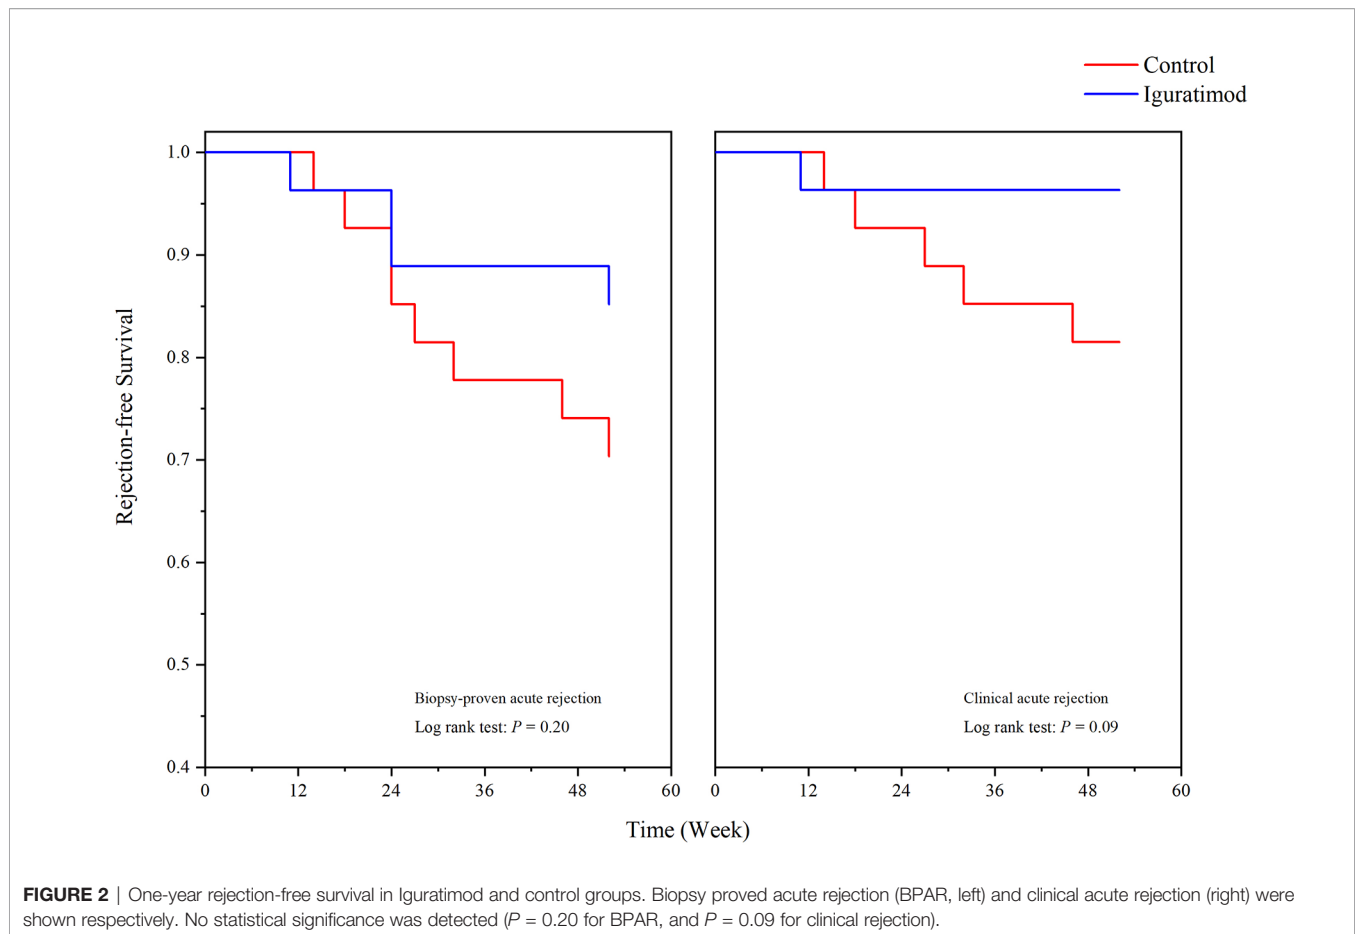 Control
Iguratimod
Rejection-free Survival
1.0
0.9
0.8
0.7
0.6
0.5
0.4
Biopsy-proven acute rejection
Log rank test: P = 0.20
0 12 24 36 48 60
Clinical acute rejection
Log rank test: P = 0.09
0 12 24 36 48 60
Time (Week)
FIGURE 2 | One-year rejection-free survival in Iguratimod and control groups. Biopsy proved acute rejection (BPAR, left) and clinical acute rejection (right) were
shown respectively. No statistical significance was detected (P = 0.20 for BPAR, and P = 0.09 for clinical rejection).